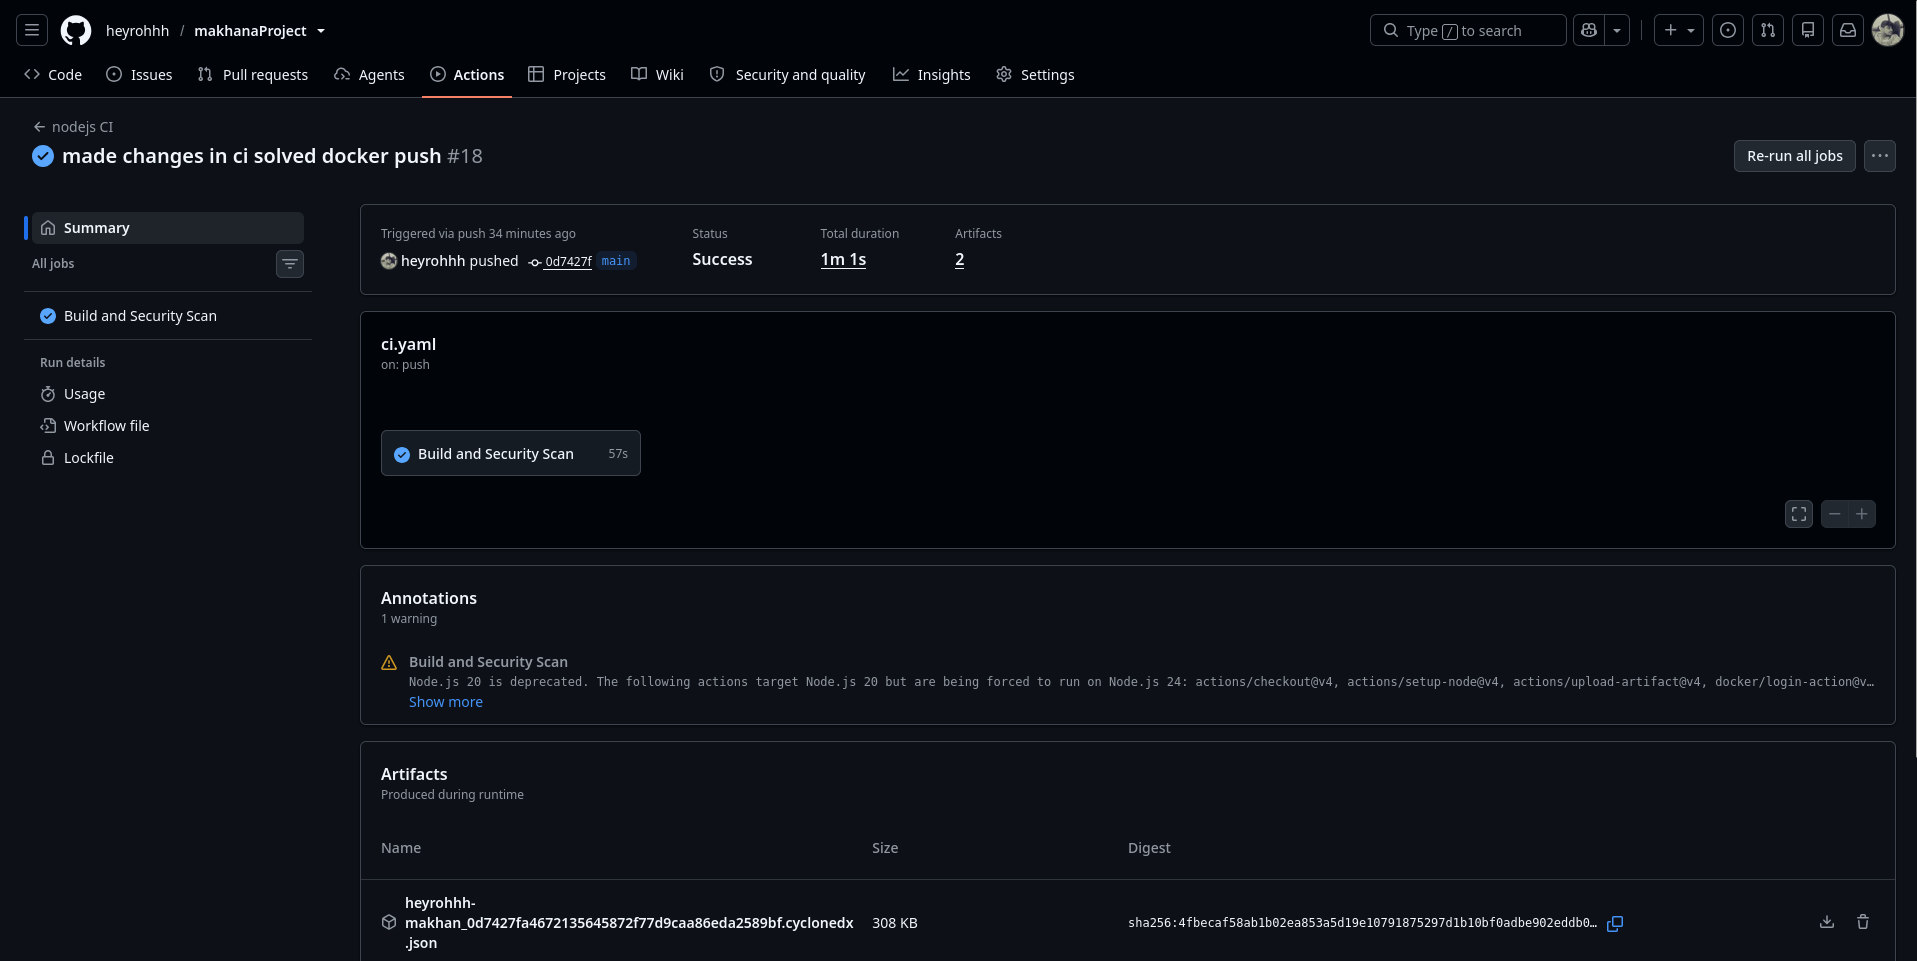 heyrohhh / makhanaProject
Type / to search
Code Issues Pull requests Agents Actions Projects Wiki Security and quality Insights Settings
nodejs CI
made changes in ci solved docker push #18
Re-run all jobs
Summary
All jobs
Build and Security Scan
Run details
Usage
Workflow file
Lockfile
Triggered via push 34 minutes ago
heyrohhh pushed 0d7427f main
Status
Success
Total duration
1m 1s
Artifacts
2
ci.yaml
on: push
Build and Security Scan 57s
Annotations
1 warning
Build and Security Scan
Node.js 20 is deprecated. The following actions target Node.js 20 but are being forced to run on Node.js 24: actions/checkout@v4, actions/setup-node@v4, actions/upload-artifact@v4, docker/login-action@v…
Show more
Artifacts
Produced during runtime
Name Size Digest
heyrohhh-
makhan_0d7427fa4672135645872f77d9caa86eda2589bf.cyclonedx
.json
308 KB
sha256:4fbecaf58ab1b02ea853a5d19e10791875297d1b10bf0adbe902eddb0…